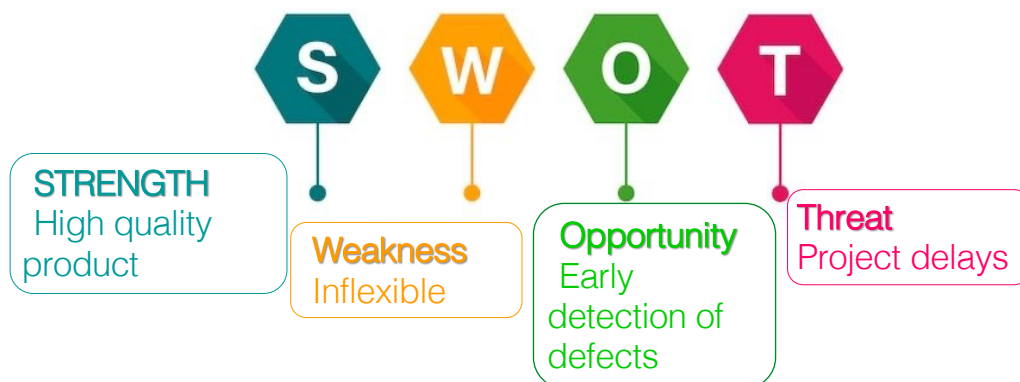 S W O T
STRENGTH
High quality
product
Weakness
Inflexible
Opportunity
Early
detection of
defects
Threat
Project delays